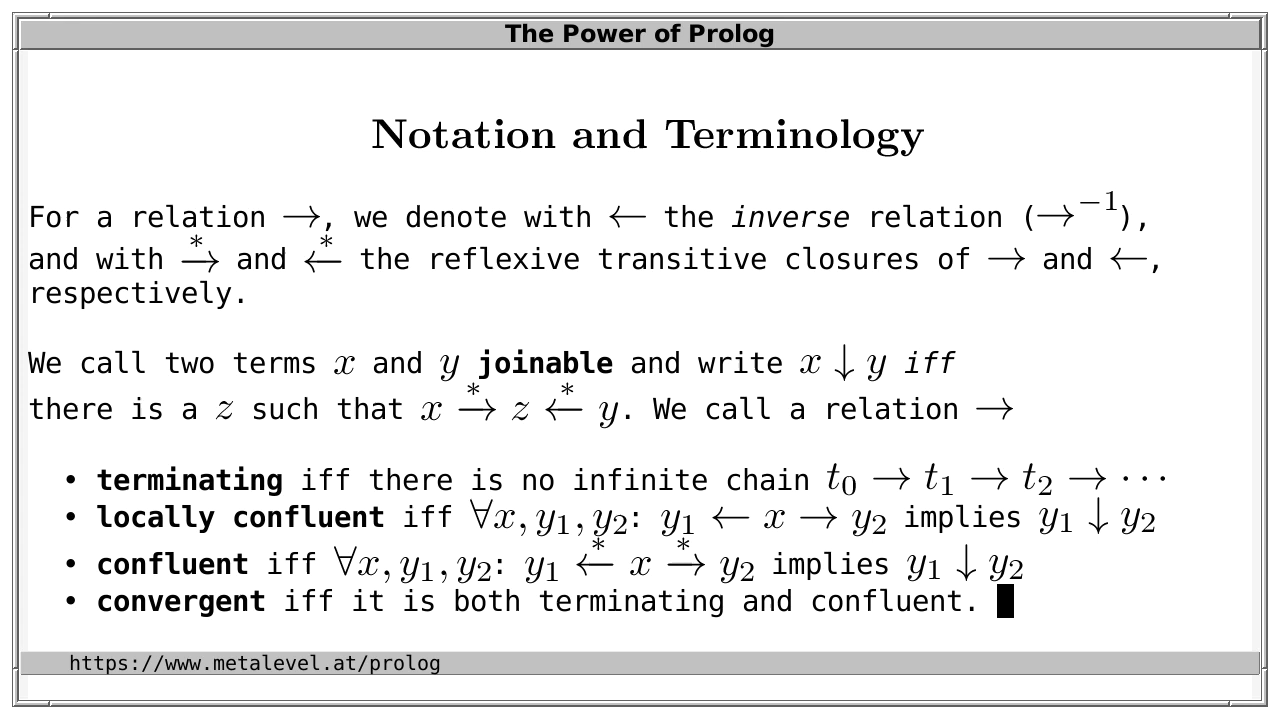 The Power of Prolog
Notation and Terminology
For a relation →, we denote with ← the inverse relation (→⁻¹),
and with →* and ←* the reflexive transitive closures of → and ←,
respectively.
We call two terms x and y joinable and write x ↓ y iff
there is a z such that x →* z ←* y. We call a relation →
• terminating iff there is no infinite chain t₀ → t₁ → t₂ → ⋯
• locally confluent iff ∀x, y₁, y₂: y₁ ← x → y₂ implies y₁ ↓ y₂
• confluent iff ∀x, y₁, y₂: y₁ ←* x →* y₂ implies y₁ ↓ y₂
• convergent iff it is both terminating and confluent.
https://www.metalevel.at/prolog